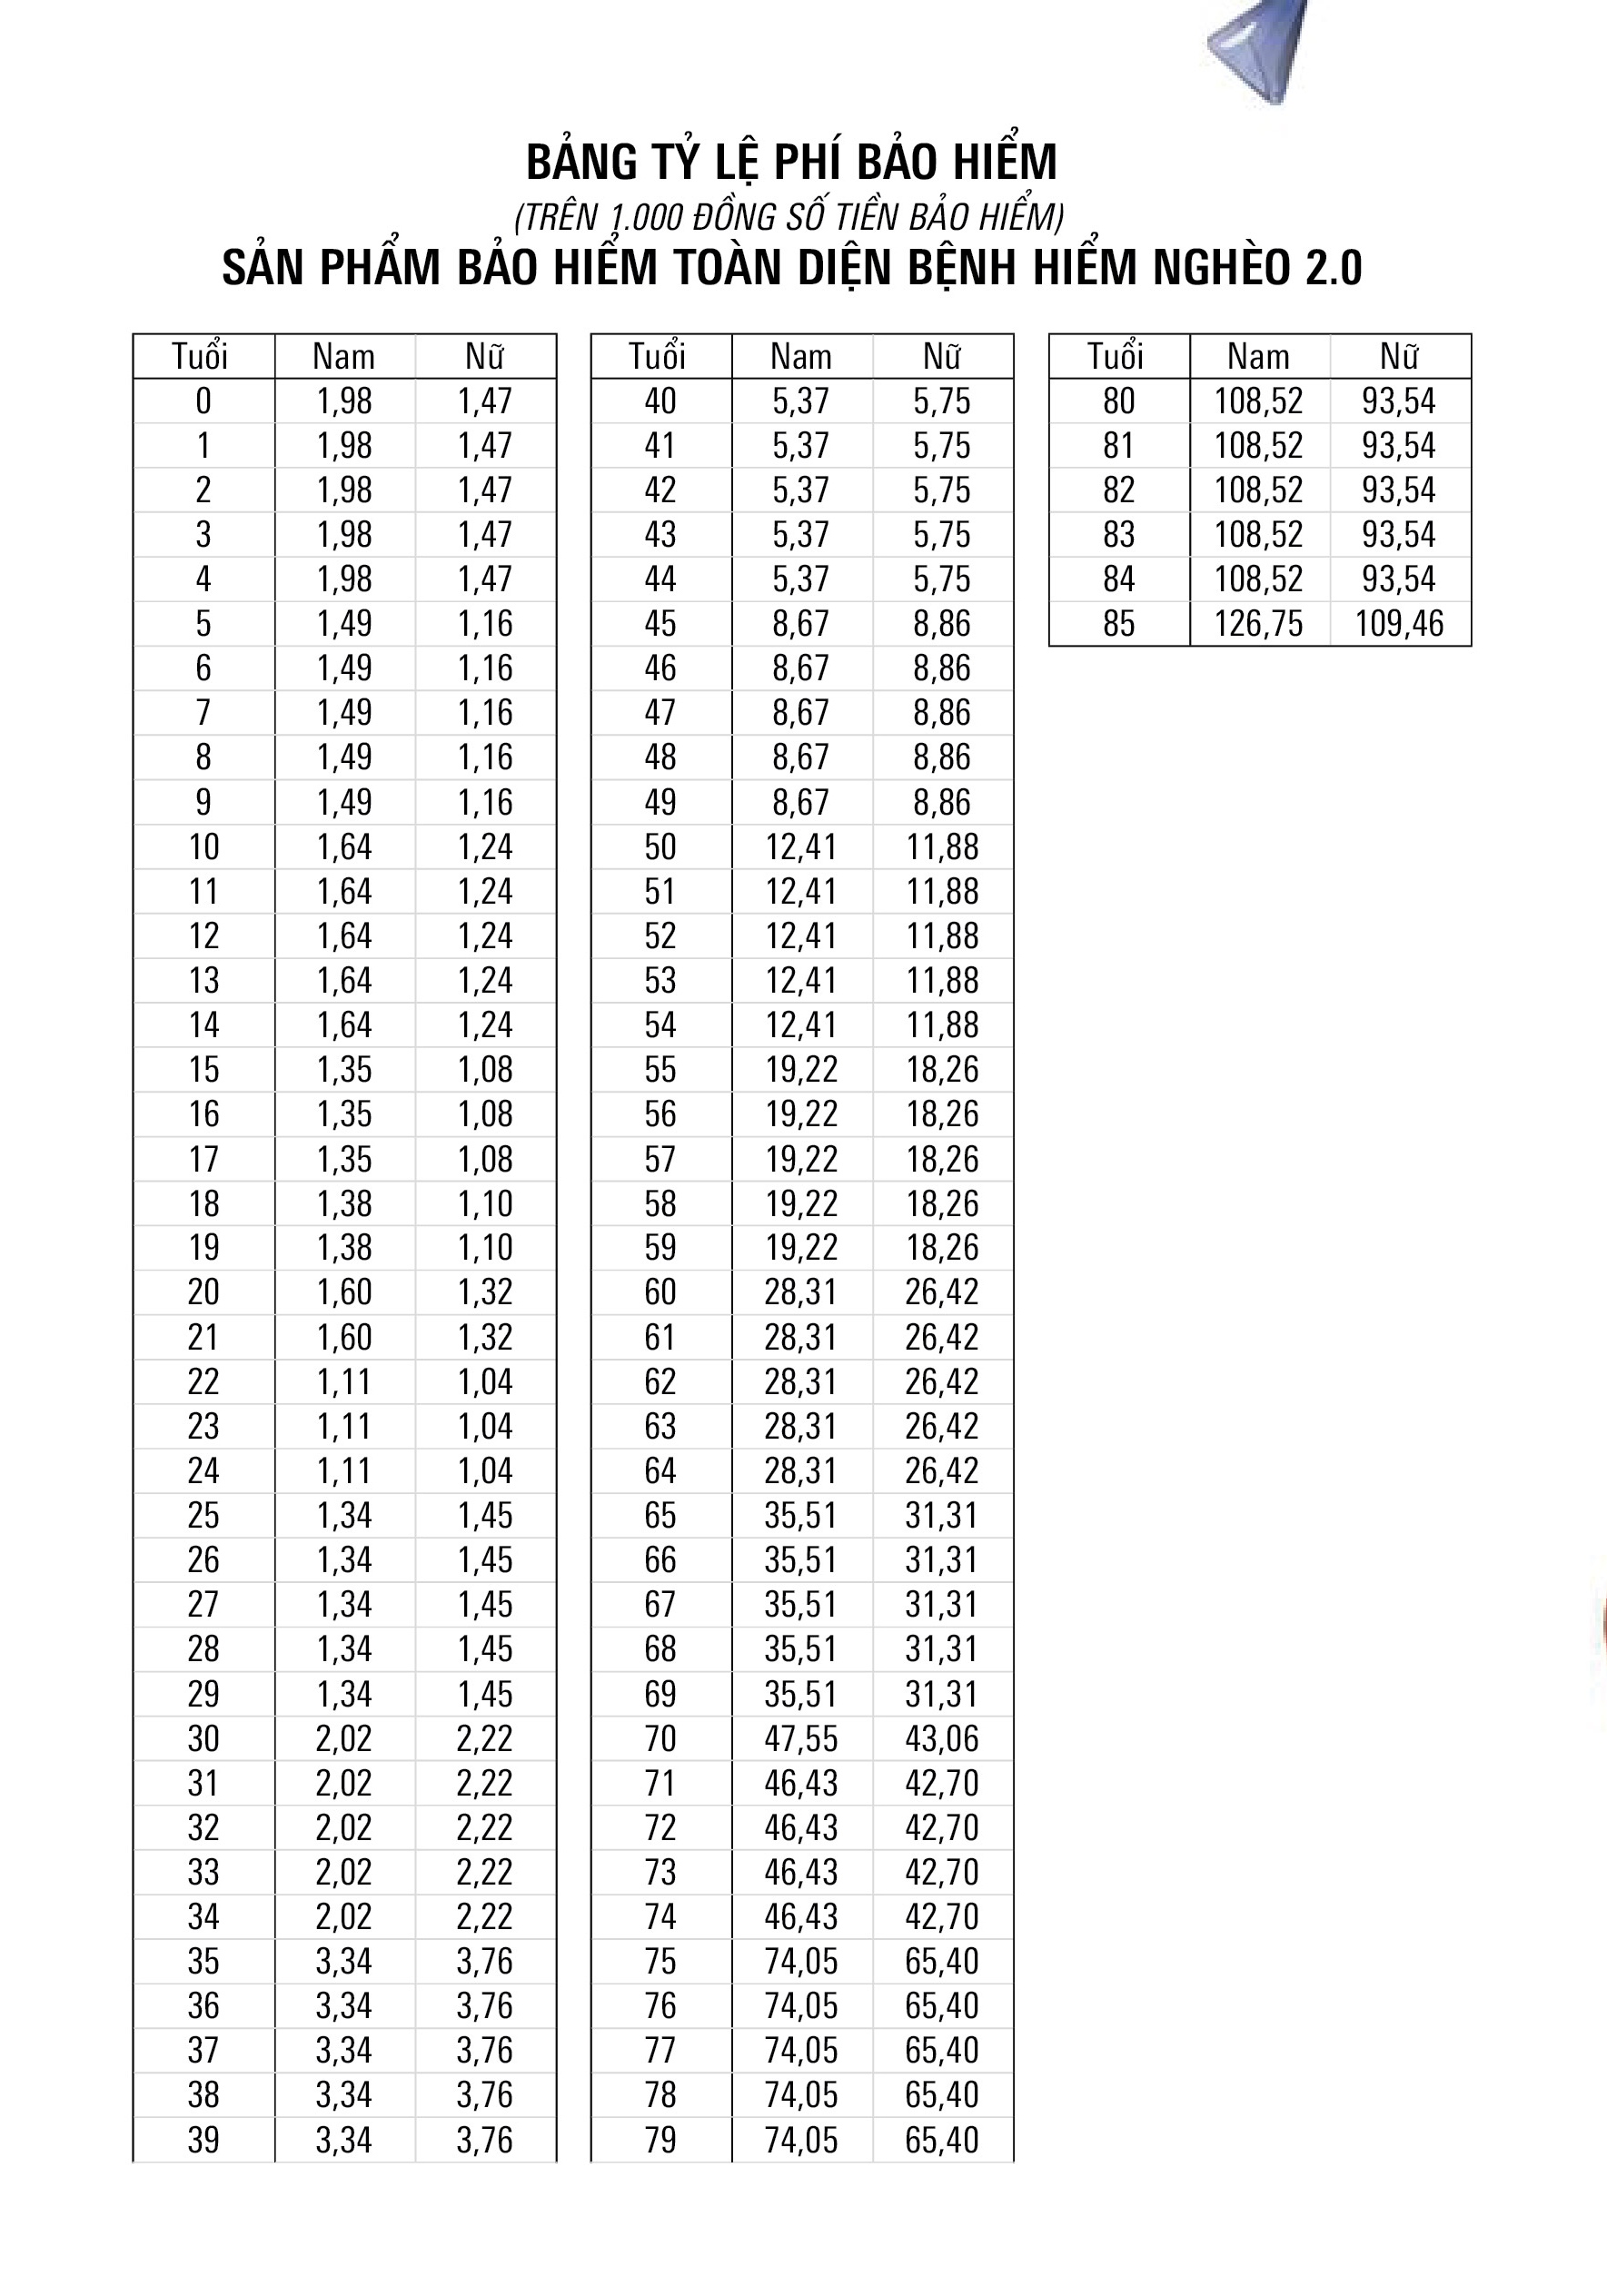 BẢNG TỶ LỆ PHÍ BẢO HIỂM
(TRÊN 1.000 ĐỒNG SỐ TIỀN BẢO HIỂM)
SẢN PHẨM BẢO HIỂM TOÀN DIỆN BỆNH HIỂM NGHÈO 2.0
Tuổi Nam Nữ
0 1,98 1,47
1 1,98 1,47
2 1,98 1,47
3 1,98 1,47
4 1,98 1,47
5 1,49 1,16
6 1,49 1,16
7 1,49 1,16
8 1,49 1,16
9 1,49 1,16
10 1,64 1,24
11 1,64 1,24
12 1,64 1,24
13 1,64 1,24
14 1,64 1,24
15 1,35 1,08
16 1,35 1,08
17 1,35 1,08
18 1,38 1,10
19 1,38 1,10
20 1,60 1,32
21 1,60 1,32
22 1,11 1,04
23 1,11 1,04
24 1,11 1,04
25 1,34 1,45
26 1,34 1,45
27 1,34 1,45
28 1,34 1,45
29 1,34 1,45
30 2,02 2,22
31 2,02 2,22
32 2,02 2,22
33 2,02 2,22
34 2,02 2,22
35 3,34 3,76
36 3,34 3,76
37 3,34 3,76
38 3,34 3,76
39 3,34 3,76
Tuổi Nam Nữ
40 5,37 5,75
41 5,37 5,75
42 5,37 5,75
43 5,37 5,75
44 5,37 5,75
45 8,67 8,86
46 8,67 8,86
47 8,67 8,86
48 8,67 8,86
49 8,67 8,86
50 12,41 11,88
51 12,41 11,88
52 12,41 11,88
53 12,41 11,88
54 12,41 11,88
55 19,22 18,26
56 19,22 18,26
57 19,22 18,26
58 19,22 18,26
59 19,22 18,26
60 28,31 26,42
61 28,31 26,42
62 28,31 26,42
63 28,31 26,42
64 28,31 26,42
65 35,51 31,31
66 35,51 31,31
67 35,51 31,31
68 35,51 31,31
69 35,51 31,31
70 47,55 43,06
71 46,43 42,70
72 46,43 42,70
73 46,43 42,70
74 46,43 42,70
75 74,05 65,40
76 74,05 65,40
77 74,05 65,40
78 74,05 65,40
79 74,05 65,40
Tuổi Nam Nữ
80 108,52 93,54
81 108,52 93,54
82 108,52 93,54
83 108,52 93,54
84 108,52 93,54
85 126,75 109,46